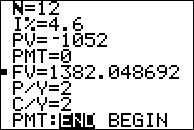 N=12
I%=4.6
PV=-1052
PMT=0
▪FV=1382.048692
P/Y=2
C/Y=2
PMT:END BEGIN